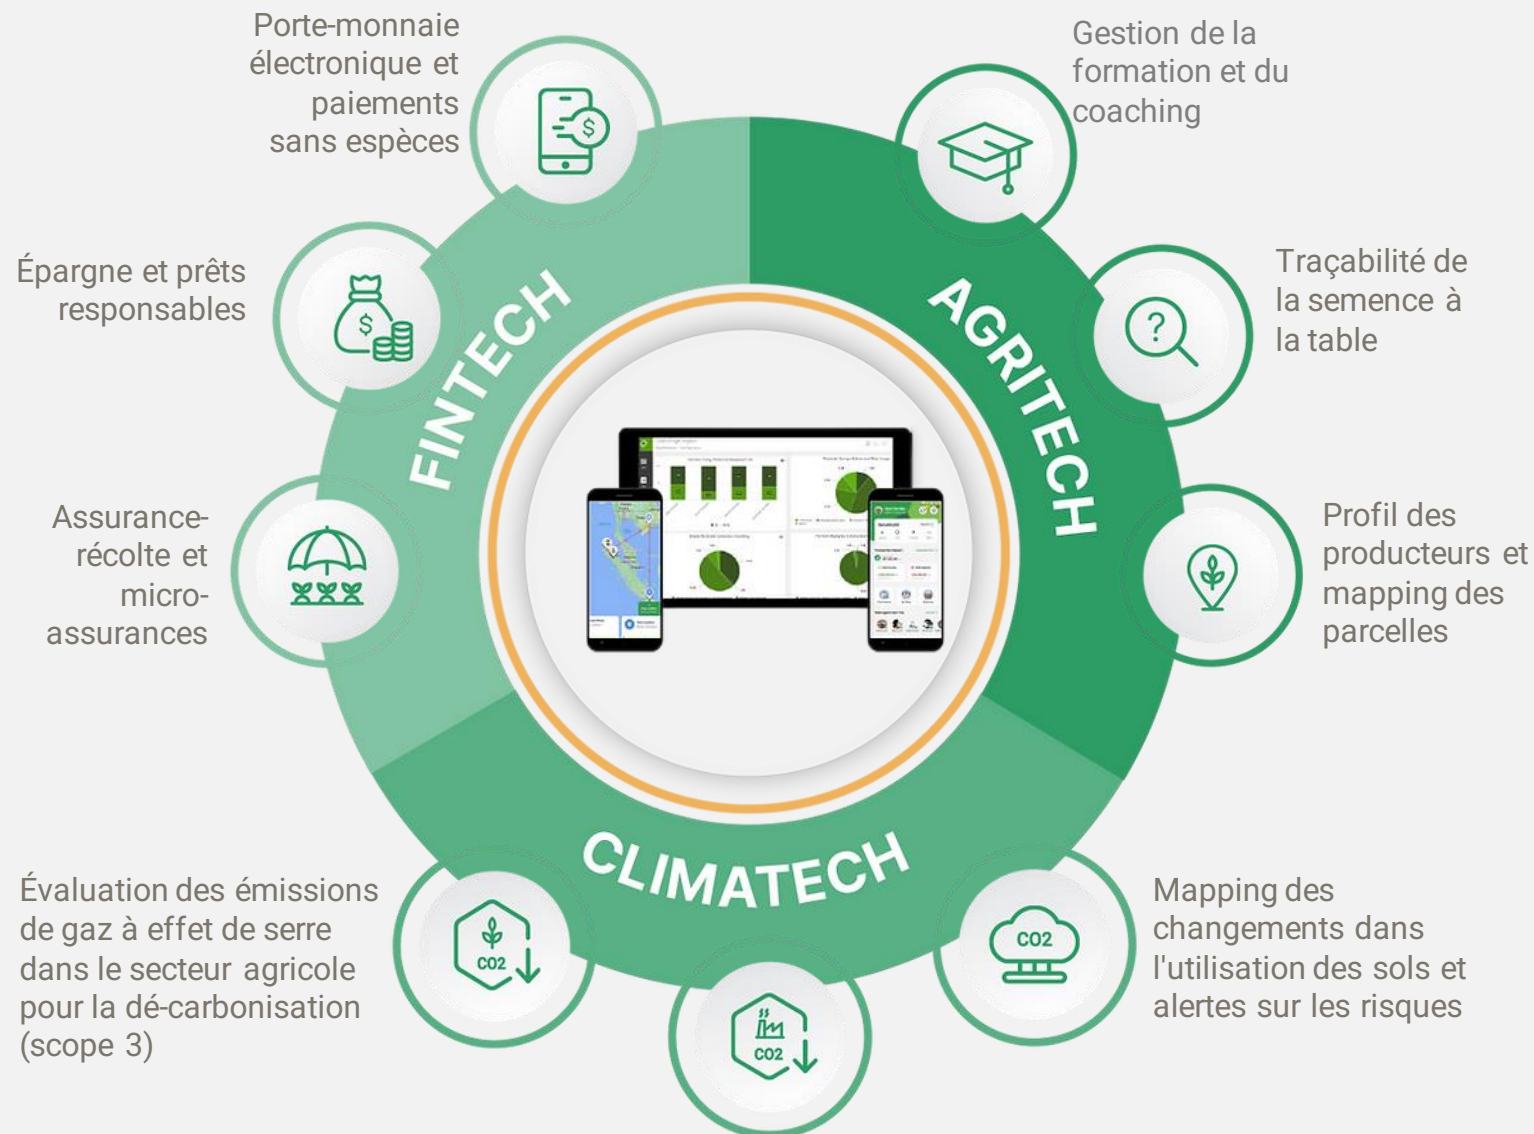 Porte-monnaie
électronique et
paiements
sans espèces
Gestion de la
formation et du
coaching
Épargne et prêts
responsables
Traçabilité de
la semence à
la table
FINTECH
AGRITECH
Assurance-
récolte et
micro-
assurances
Profil des
producteurs et
mapping des
parcelles
CLIMATECH
Évaluation des émissions
de gaz à effet de serre
dans le secteur agricole
pour la dé-carbonisation
(scope 3)
CO2
CO2
CO2
Mapping des
changements dans
l'utilisation des sols et
alertes sur les risques